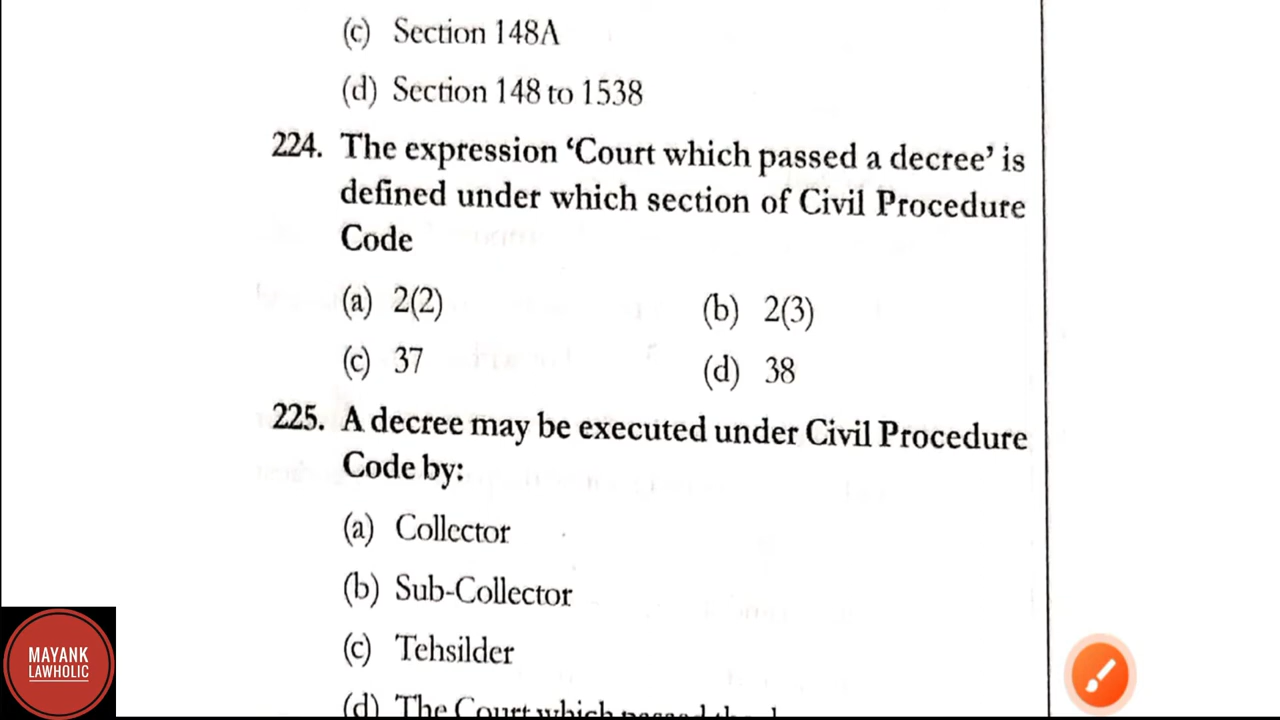 (c) Section 148A
(d) Section 148 to 1538
224. The expression ‘Court which passed a decree’ is
defined under which section of Civil Procedure
Code
(a) 2(2)
(b) 2(3)
(c) 37
(d) 38
225. A decree may be executed under Civil Procedure
Code by:
(a) Collector
(b) Sub-Collector
(c) Tehsilder
(d) The Court which passed the
MAYANK
LAWHOLIC